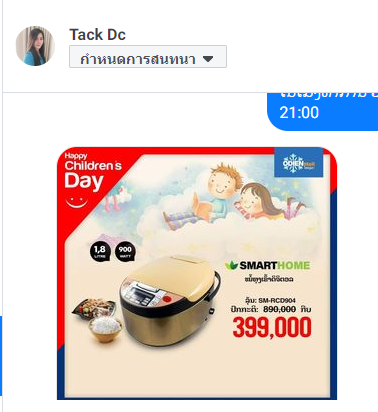 Tack Dc
กำหนดการสนทนา
21:00
Happy
Children's
Day
ODIEN Mall
1,8
LITRE
900
WATT
SMARTHOME
ໝໍ້ຫຸງເຂົ້າດິຈິຕອລ
ລຸ້ນ: SM-RCD904
ປົກກະຕິ: 890,000 ກີບ
399,000